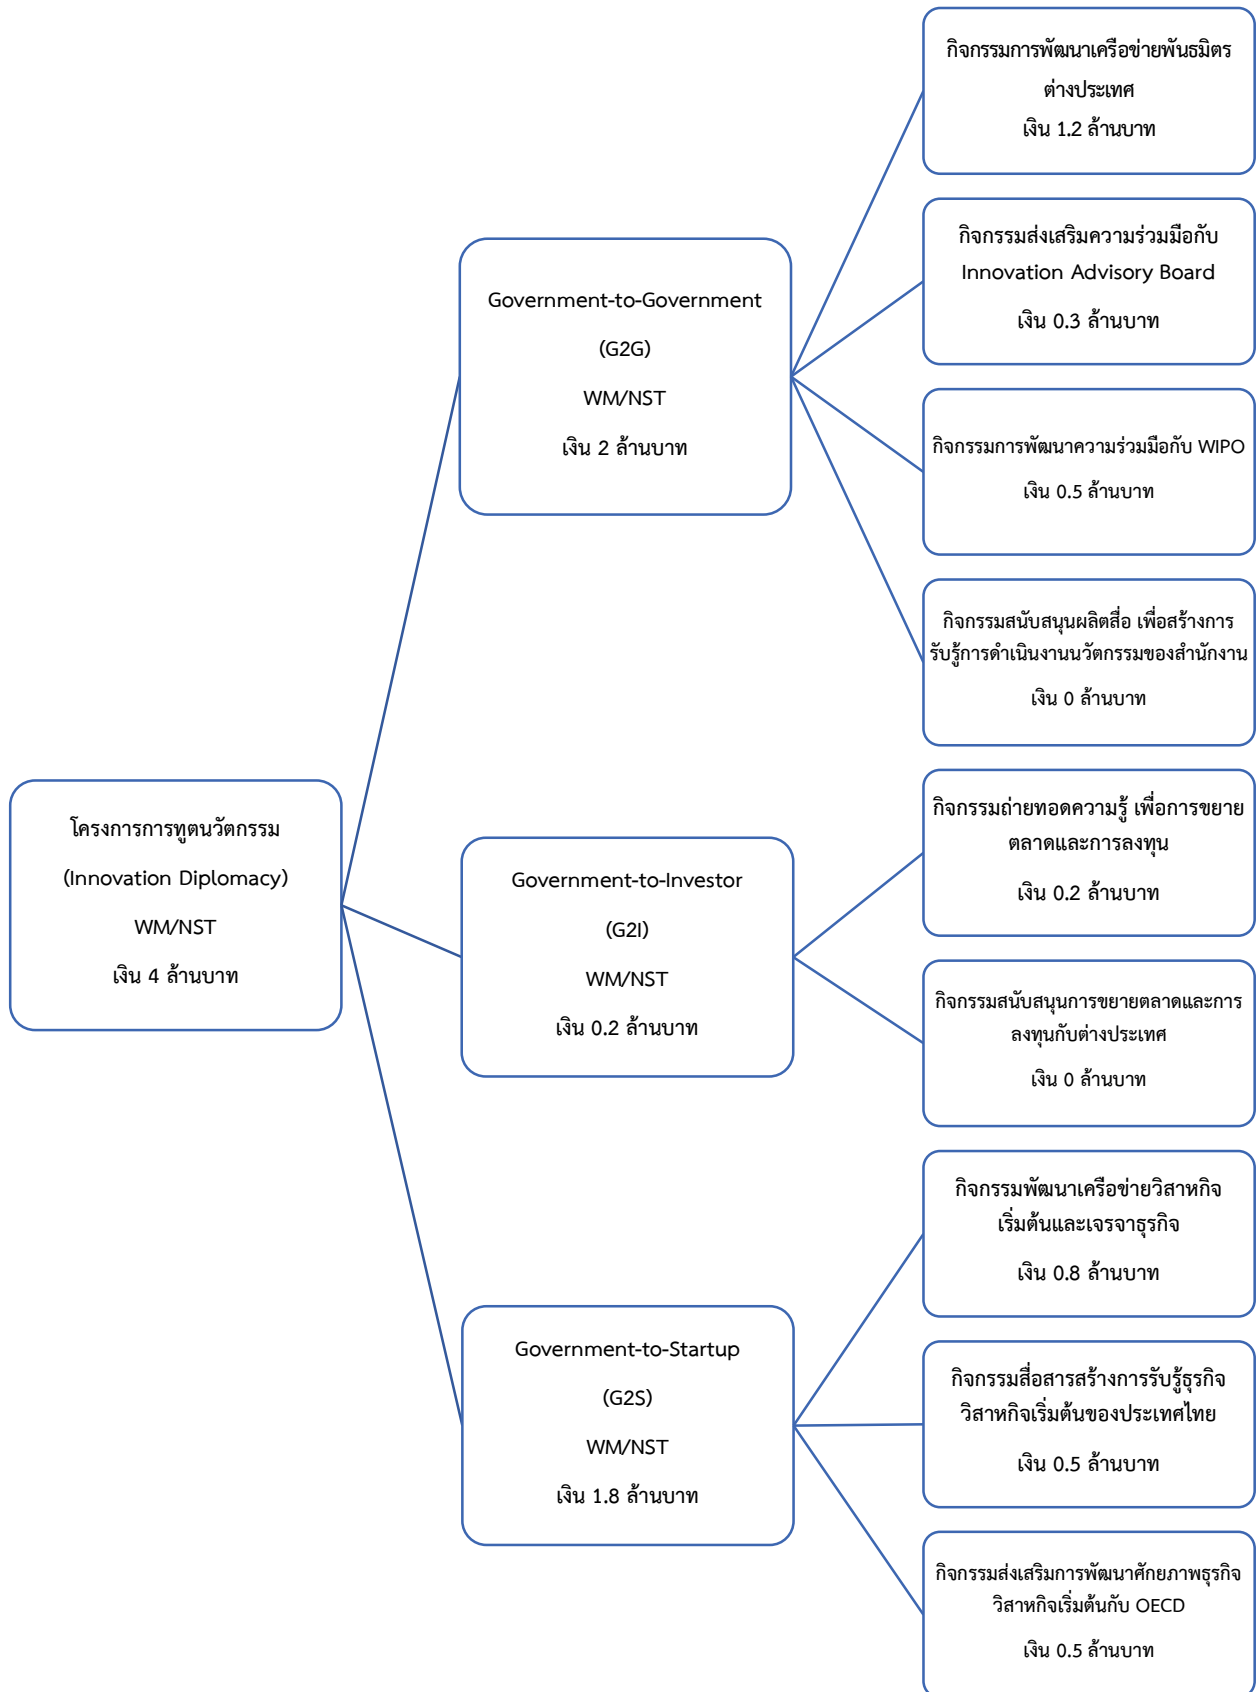 โครงการการทูตนวัตกรรม
(Innovation Diplomacy)
WM/NST
เงิน 4 ล้านบาท
Government-to-Government
(G2G)
WM/NST
เงิน 2 ล้านบาท
กิจกรรมการพัฒนาเครือข่ายพันธมิตร
ต่างประเทศ
เงิน 1.2 ล้านบาท
กิจกรรมส่งเสริมความร่วมมือกับ
Innovation Advisory Board
เงิน 0.3 ล้านบาท
กิจกรรมการพัฒนาความร่วมมือกับ WIPO
เงิน 0.5 ล้านบาท
กิจกรรมสนับสนุนผลิตสื่อ เพื่อสร้างการ
รับรู้การดำเนินงานนวัตกรรมของสำนักงาน
เงิน 0 ล้านบาท
Government-to-Investor
(G2I)
WM/NST
เงิน 0.2 ล้านบาท
กิจกรรมถ่ายทอดความรู้ เพื่อการขยาย
ตลาดและการลงทุน
เงิน 0.2 ล้านบาท
กิจกรรมสนับสนุนการขยายตลาดและการ
ลงทุนกับต่างประเทศ
เงิน 0 ล้านบาท
Government-to-Startup
(G2S)
WM/NST
เงิน 1.8 ล้านบาท
กิจกรรมพัฒนาเครือข่ายวิสาหกิจ
เริ่มต้นและเจรจาธุรกิจ
เงิน 0.8 ล้านบาท
กิจกรรมสื่อสารสร้างการรับรู้ธุรกิจ
วิสาหกิจเริ่มต้นของประเทศไทย
เงิน 0.5 ล้านบาท
กิจกรรมส่งเสริมการพัฒนาศักยภาพธุรกิจ
วิสาหกิจเริ่มต้นกับ OECD
เงิน 0.5 ล้านบาท